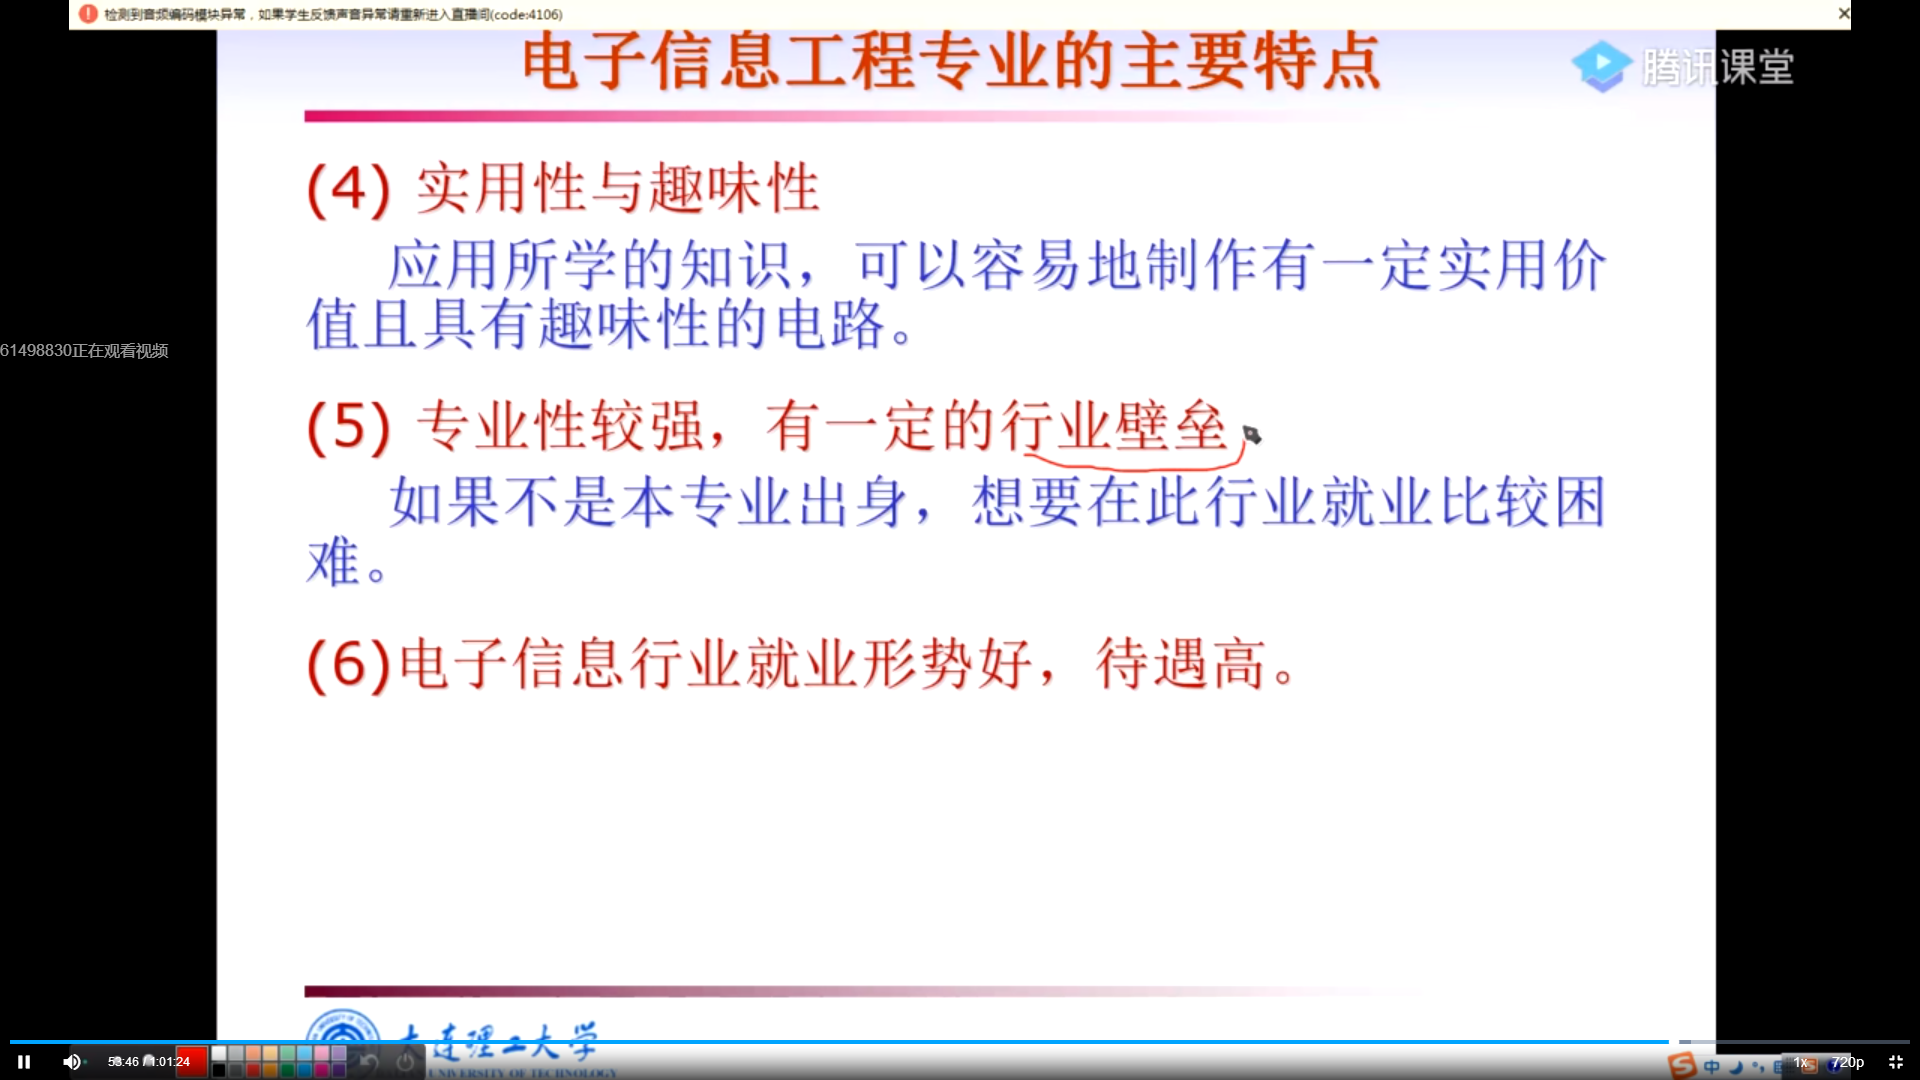 检测到音频编码模块异常，如果学生反馈声音异常请重新进入直播间(code:4106)
电子信息工程专业的主要特点
腾讯课堂
(4) 实用性与趣味性
应用所学的知识，可以容易地制作有一定实用价
值且具有趣味性的电路。
61498830正在观看视频
(5) 专业性较强，有一定的行业壁垒。
如果不是本专业出身，想要在此行业就业比较困
难。
(6)电子信息行业就业形势好，待遇高。
大连理工大学
UNIVERSITY OF TECHNOLOGY
53:46 / 1:01:24
中
1x
720p